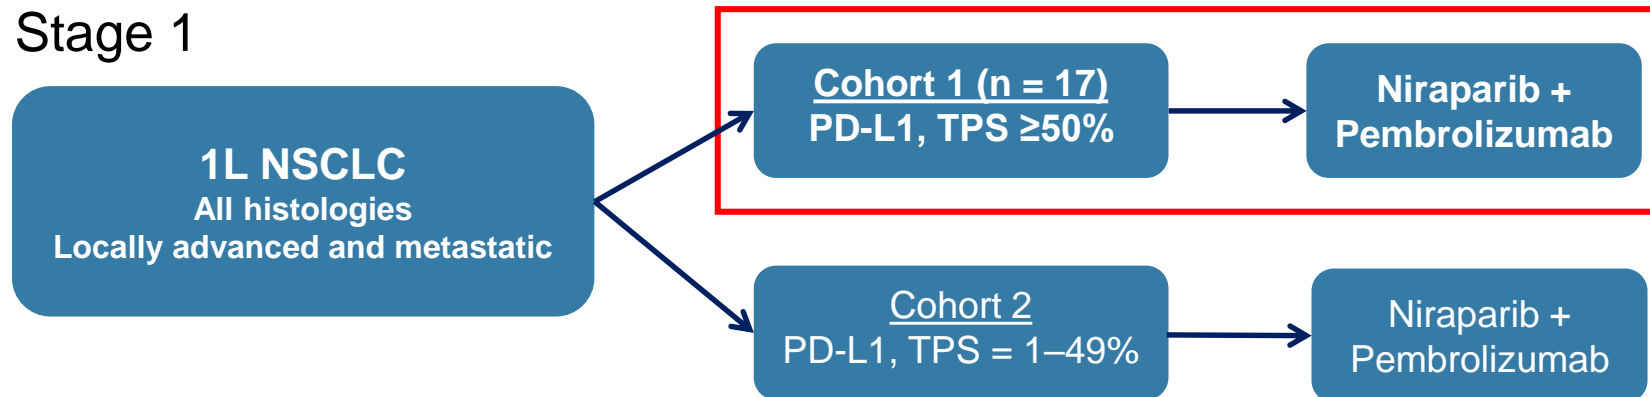 Stage 1
1L NSCLC
All histologies
Locally advanced and metastatic
Cohort 1 (n = 17)
PD-L1, TPS ≥50%
Niraparib +
Pembrolizumab
Cohort 2
PD-L1, TPS = 1–49%
Niraparib +
Pembrolizumab